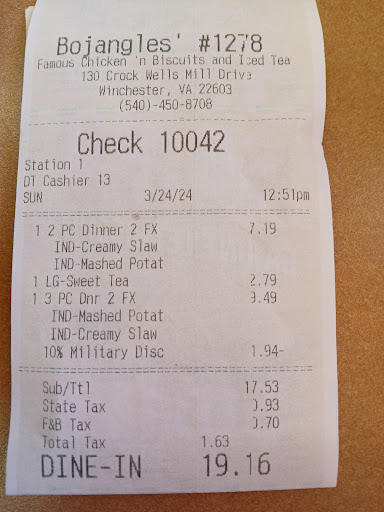 Bojangles' #1278
Famous Chicken 'n Biscuits and Iced Tea
130 Crock Wells Mill Drive
Winchester, VA 22603
(540)-450-8708
Check 10042
Station 1
DT Cashier 13
SUN 3/24/24 12:51pm
1 2 PC Dinner 2 FX 7.19
IND-Creamy Slaw
IND-Mashed Potat
1 LG-Sweet Tea 2.79
1 3 PC Dnr 2 FX 9.49
IND-Mashed Potat
IND-Creamy Slaw
10% Military Disc 1.94-
Sub/Ttl 17.53
State Tax 0.93
F&B Tax 0.70
Total Tax 1.63
DINE-IN 19.16